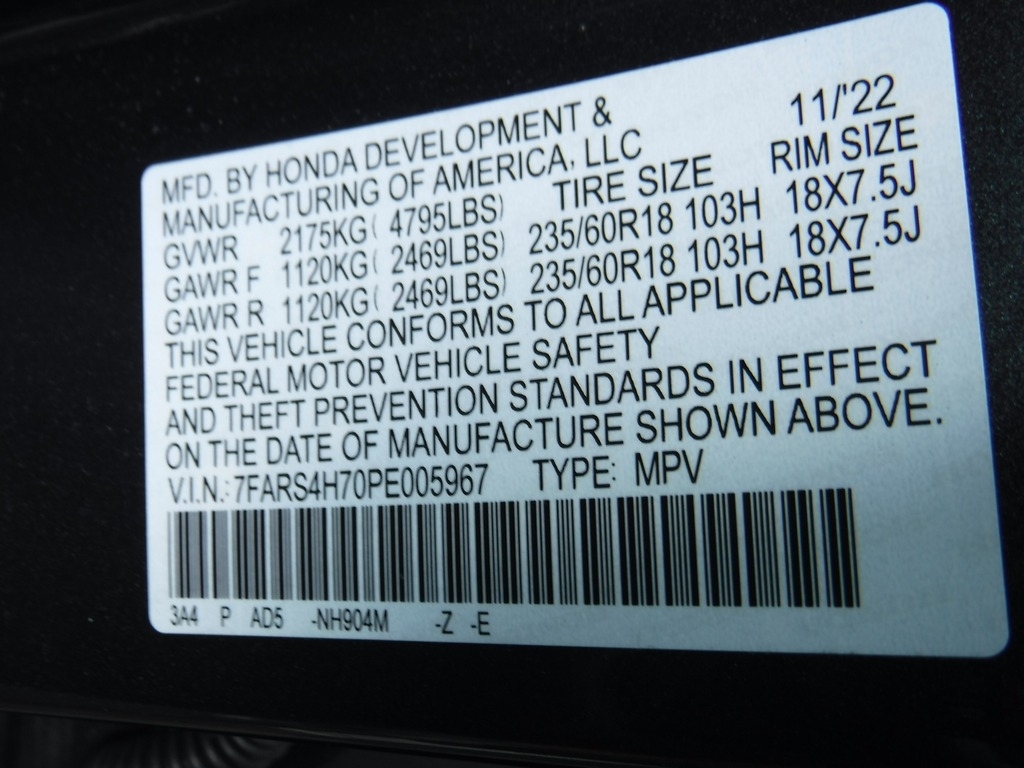 11/'22
MFD. BY HONDA DEVELOPMENT &
MANUFACTURING OF AMERICA, LLC
TIRE SIZE RIM SIZE
GVWR 2175KG( 4795LBS)
GAWR F 1120KG( 2469LBS) 235/60R18 103H 18X7.5J
GAWR R 1120KG( 2469LBS) 235/60R18 103H 18X7.5J
THIS VEHICLE CONFORMS TO ALL APPLICABLE
FEDERAL MOTOR VEHICLE SAFETY
AND THEFT PREVENTION STANDARDS IN EFFECT
ON THE DATE OF MANUFACTURE SHOWN ABOVE.
V.I.N.: 7FARS4H70PE005967 TYPE: MPV
3A4 P AD5 -NH904M -Z -E